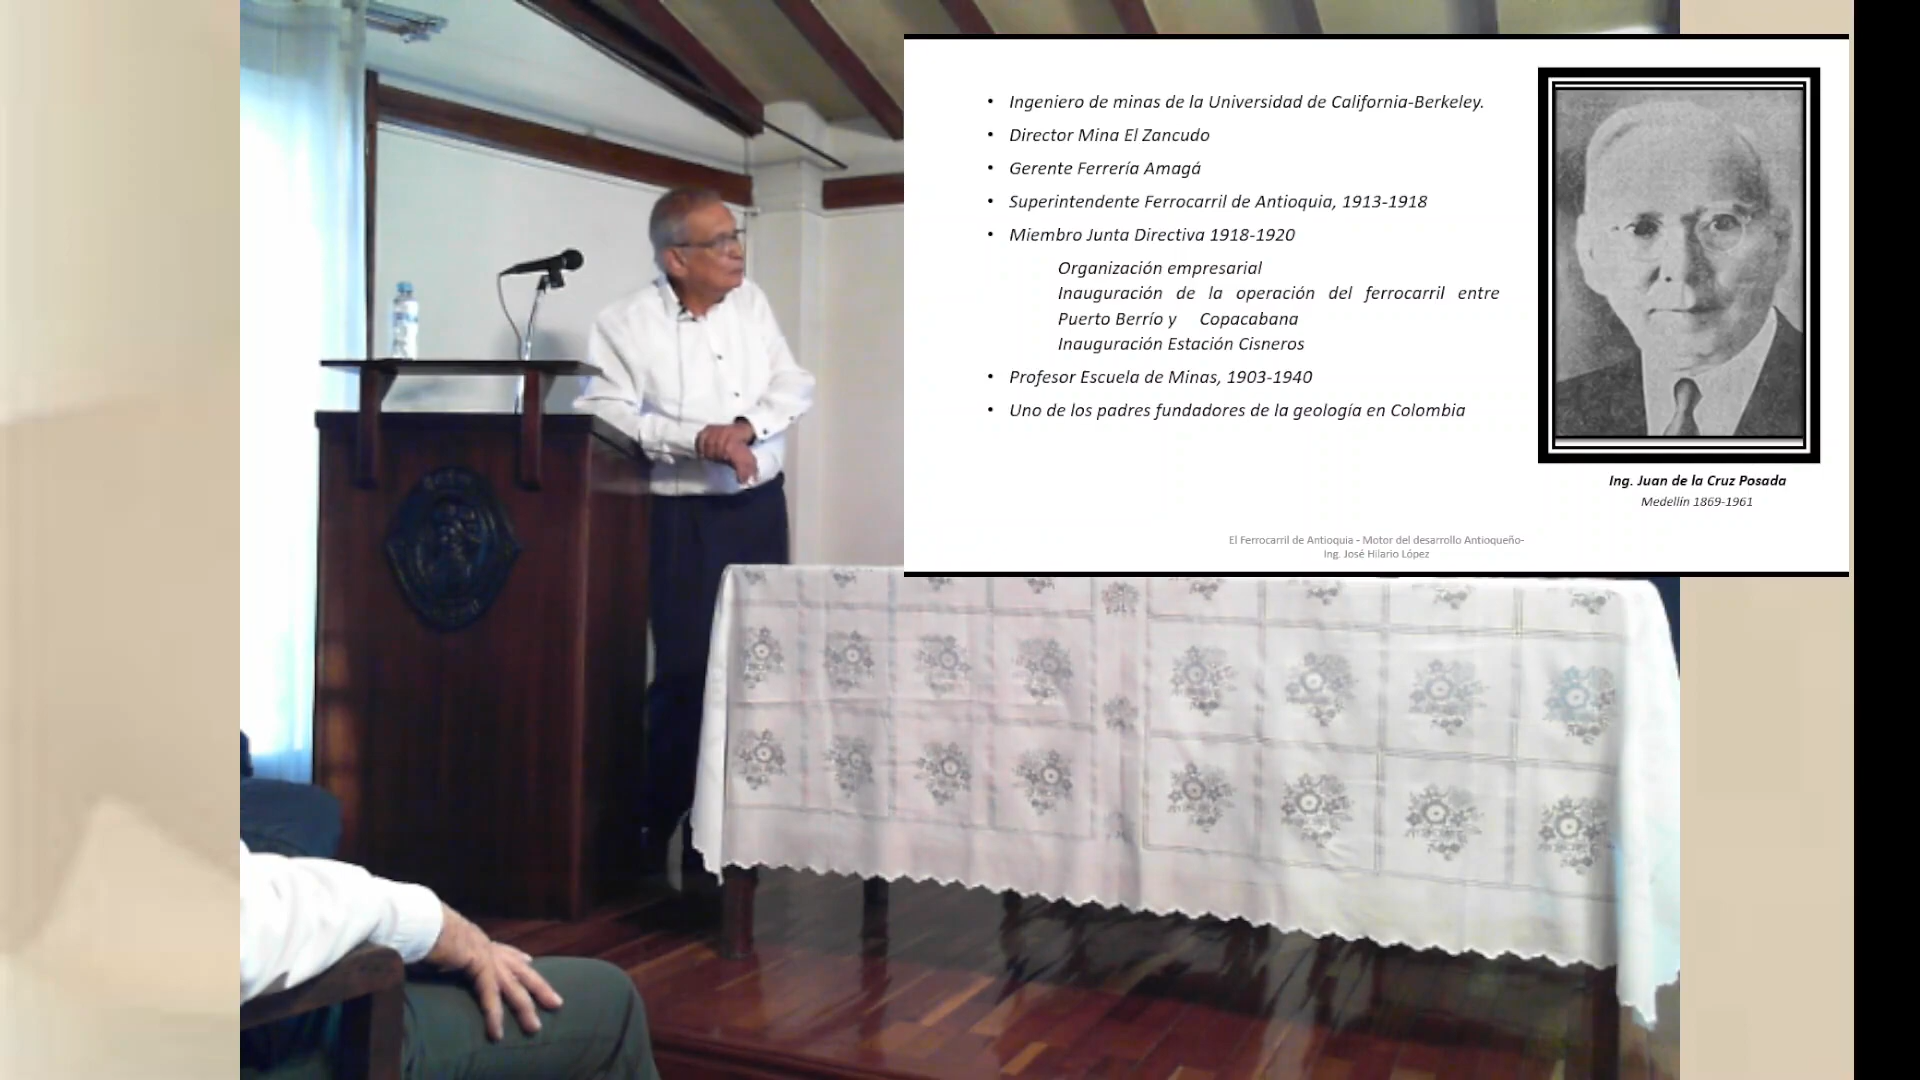 • Ingeniero de minas de la Universidad de California-Berkeley.
• Director Mina El Zancudo
• Gerente Ferrería Amagá
• Superintendente Ferrocarril de Antioquia, 1913-1918
• Miembro Junta Directiva 1918-1920
Organización empresarial
Inauguración de la operación del ferrocarril entre
Puerto Berrío y Copacabana
Inauguración Estación Cisneros
• Profesor Escuela de Minas, 1903-1940
• Uno de los padres fundadores de la geología en Colombia
Ing. Juan de la Cruz Posada
Medellín 1869-1961
El Ferrocarril de Antioquia - Motor del desarrollo Antioqueño-
Ing. José Hilario López